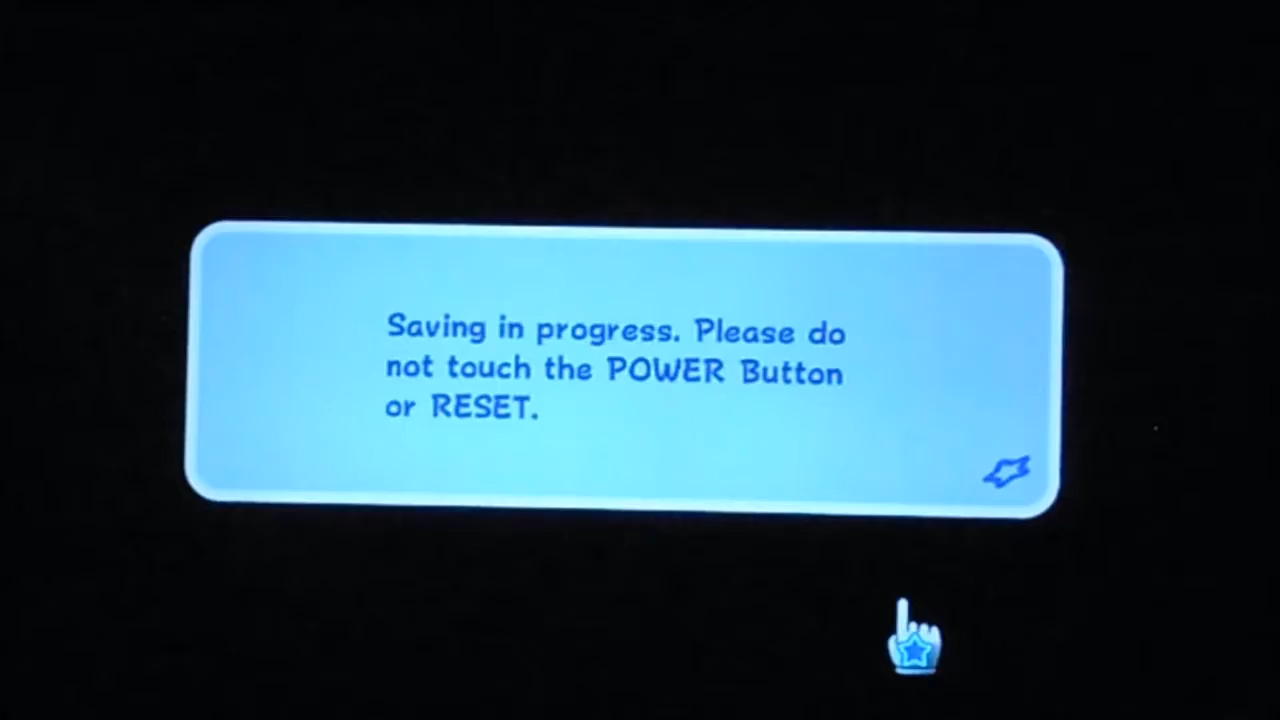 Saving in progress. Please do
not touch the POWER Button
or RESET.